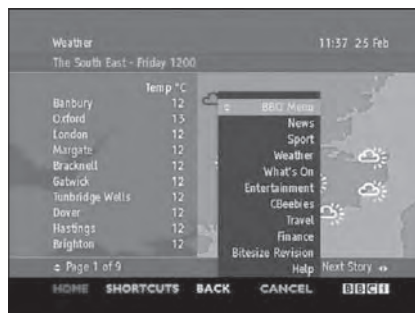 Weather 11:37 25 Feb
The South East - Friday 1200
Temp °C
Banbury 12
Oxford 13
London 12
Margate 12
Bracknell 12
Gatwick 12
Tunbridge Wells 12
Dover 12
Hastings 12
Brighton 12
Page 1 of 9
BBC Menu
News
Sport
Weather
What's On
Entertainment
CBeebies
Travel
Finance
Bitesize Revision
Help
Next Story
HOME SHORTCUTS BACK CANCEL BBCi